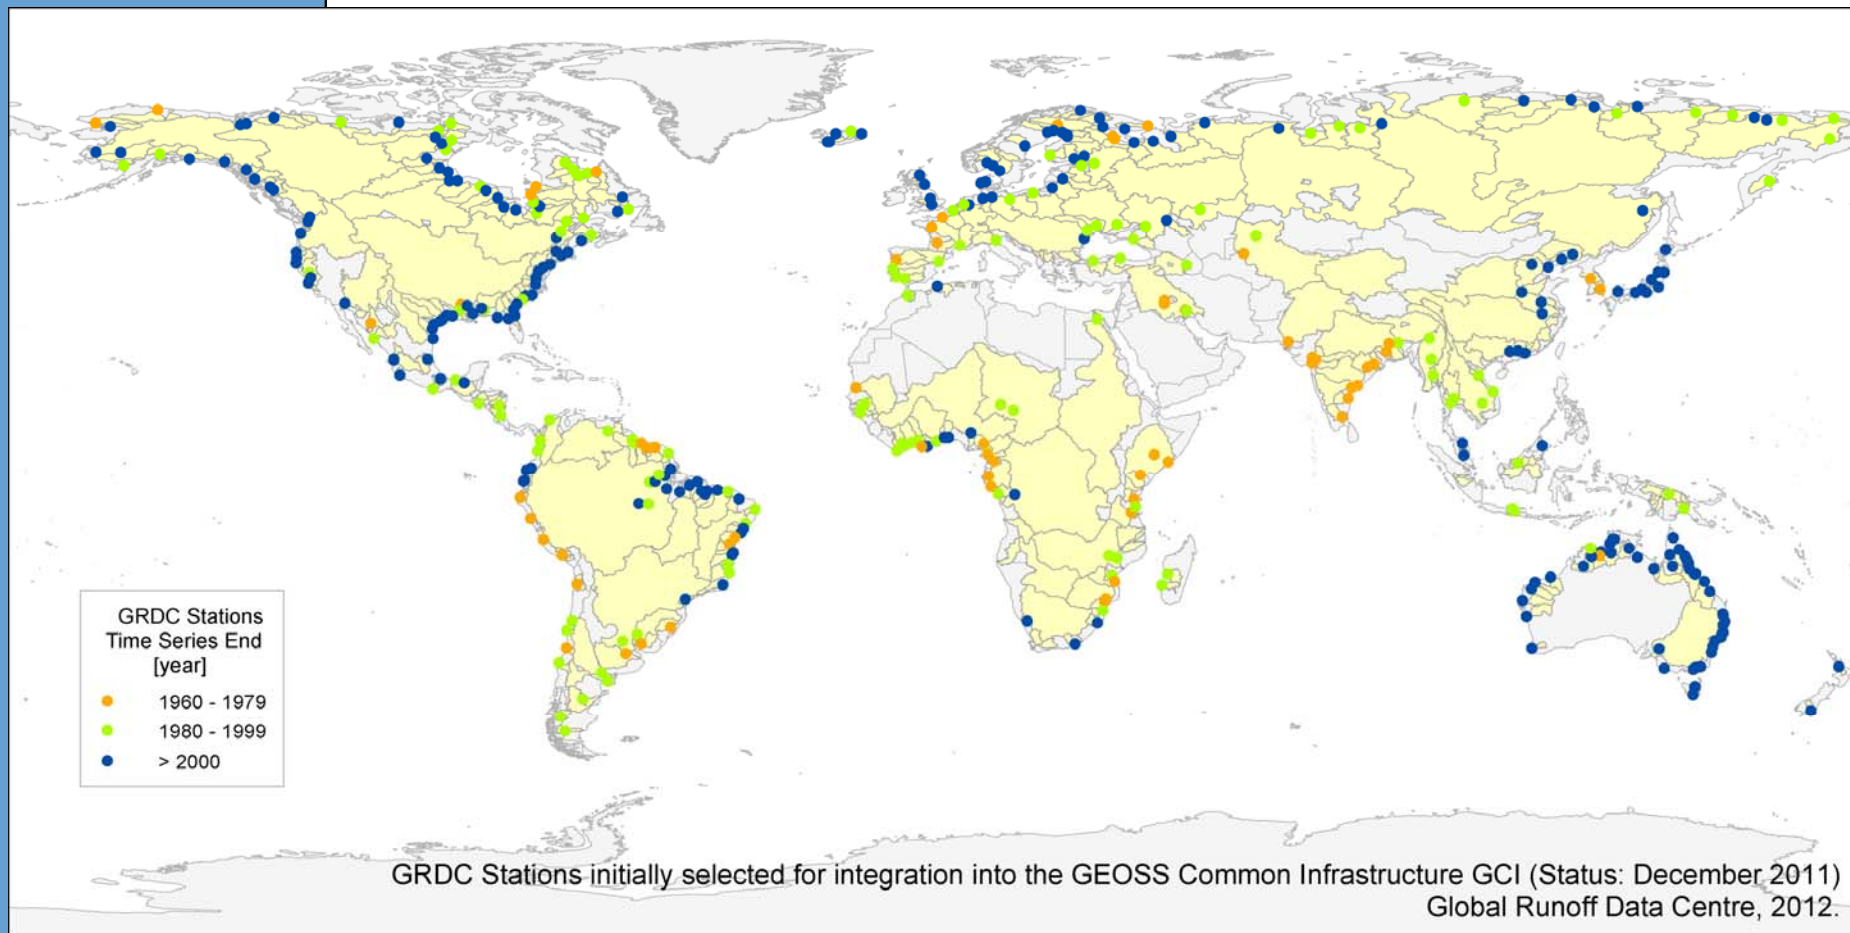 GRDC Stations
Time Series End
[year]
1960 - 1979
1980 - 1999
> 2000
GRDC Stations initially selected for integration into the GEOSS Common Infrastructure GCI (Status: December 2011)
Global Runoff Data Centre, 2012.